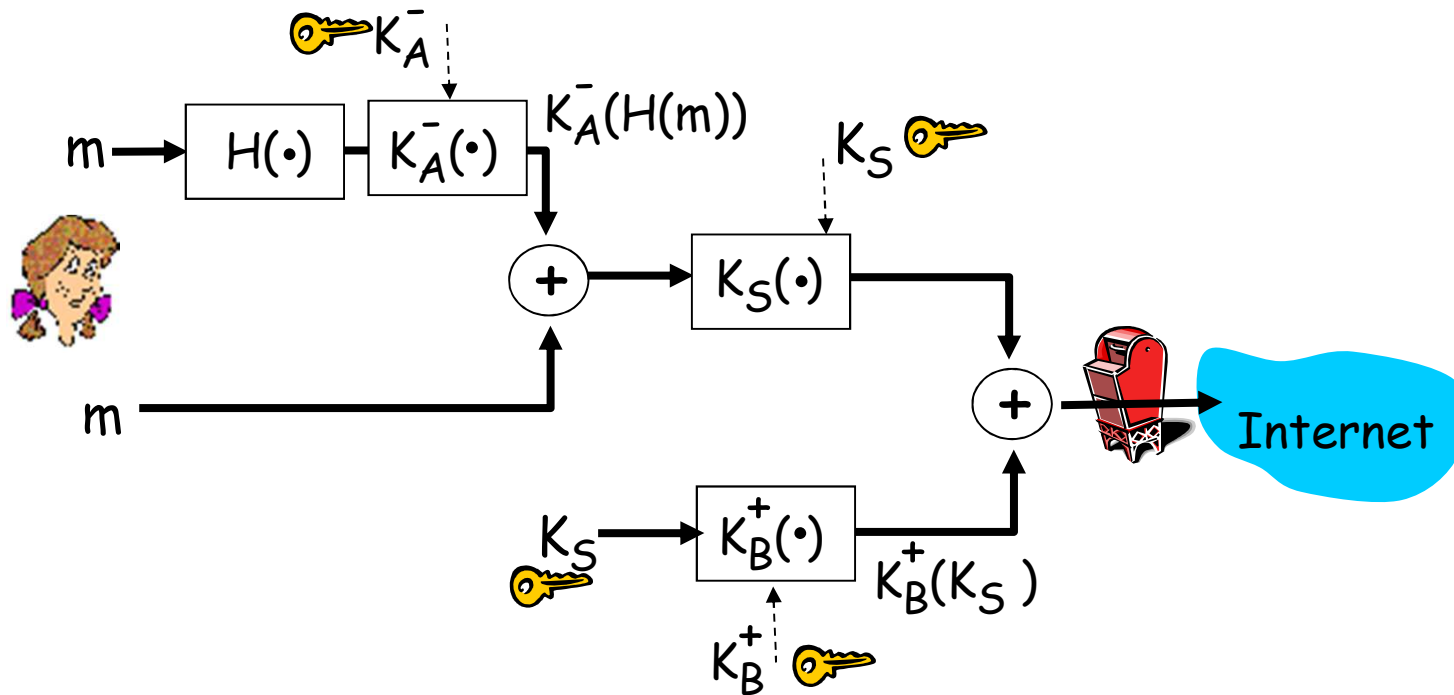 K_A^-
m
H(•)
K_A^-(•)
K_A^-(H(m))
K_S
+
K_S(•)
m
+
Internet
K_S
K_B^+(•)
K_B^+(K_S )
K_B^+